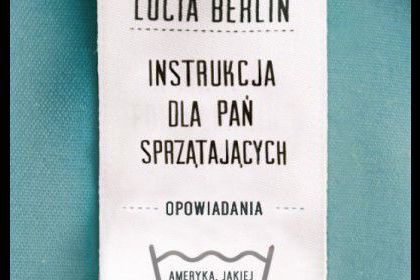 LUCIA BERLIN
INSTRUKCJA
DLA PAŃ
SPRZĄTAJĄCYCH
OPOWIADANIA
AMERYKA, JAKIEJ